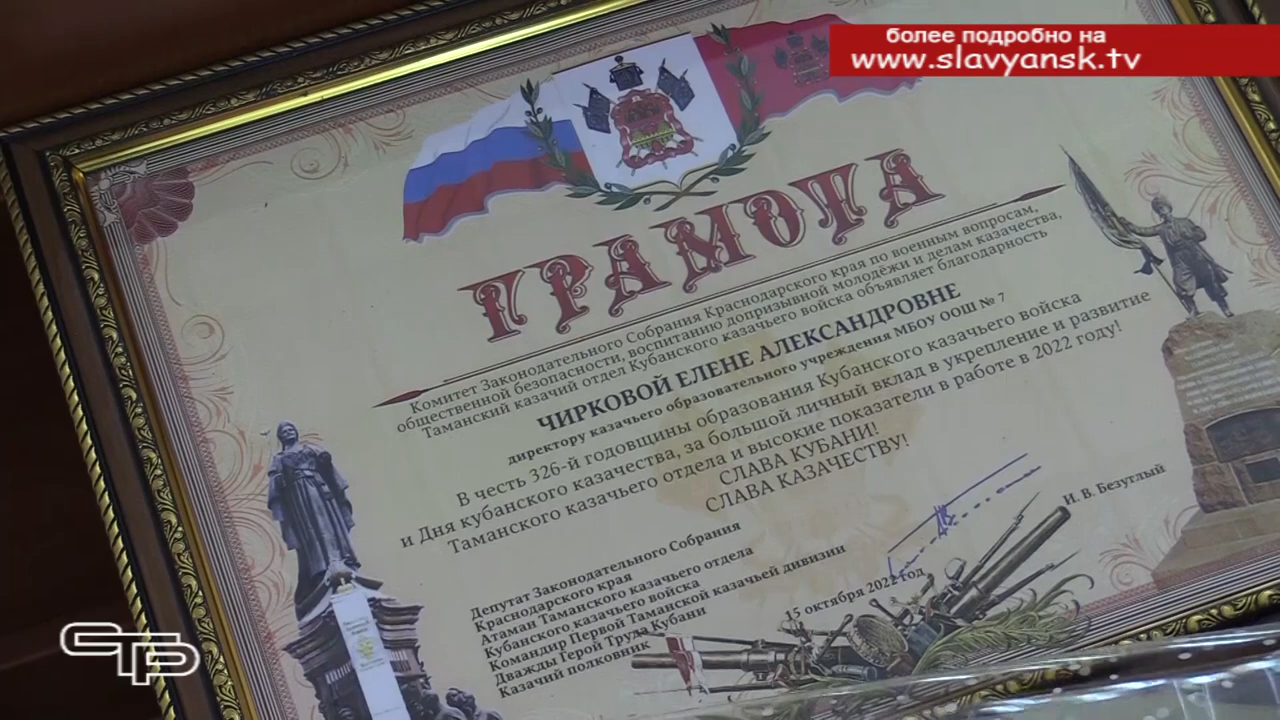 более подробно на
www.slavyansk.tv
ГРАМОТА
Комитет Законодательного Собрания Краснодарского края по военным вопросам,
общественной безопасности, воспитанию допризывной молодёжи и делам казачества,
Таманский казачий отдел Кубанского казачьего войска объявляет благодарность
ЧИРКОВОЙ ЕЛЕНЕ АЛЕКСАНДРОВНЕ
директору казачьего образовательного учреждения МБОУ ООШ № 7
В честь 326-й годовщины образования Кубанского казачьего войска
и Дня кубанского казачества, за большой личный вклад в укрепление и развитие
Таманского казачьего отдела и высокие показатели в работе в 2022 году!
СЛАВА КУБАНИ!
СЛАВА КАЗАЧЕСТВУ!
Депутат Законодательного Собрания
Краснодарского края
Атаман Таманского казачьего отдела
Кубанского казачьего войска
Командир Первой Таманской казачьей дивизии
Дважды Герой Труда Кубани
Казачий полковник
И. В. Безуглый
15 октября 2022 год
СТР